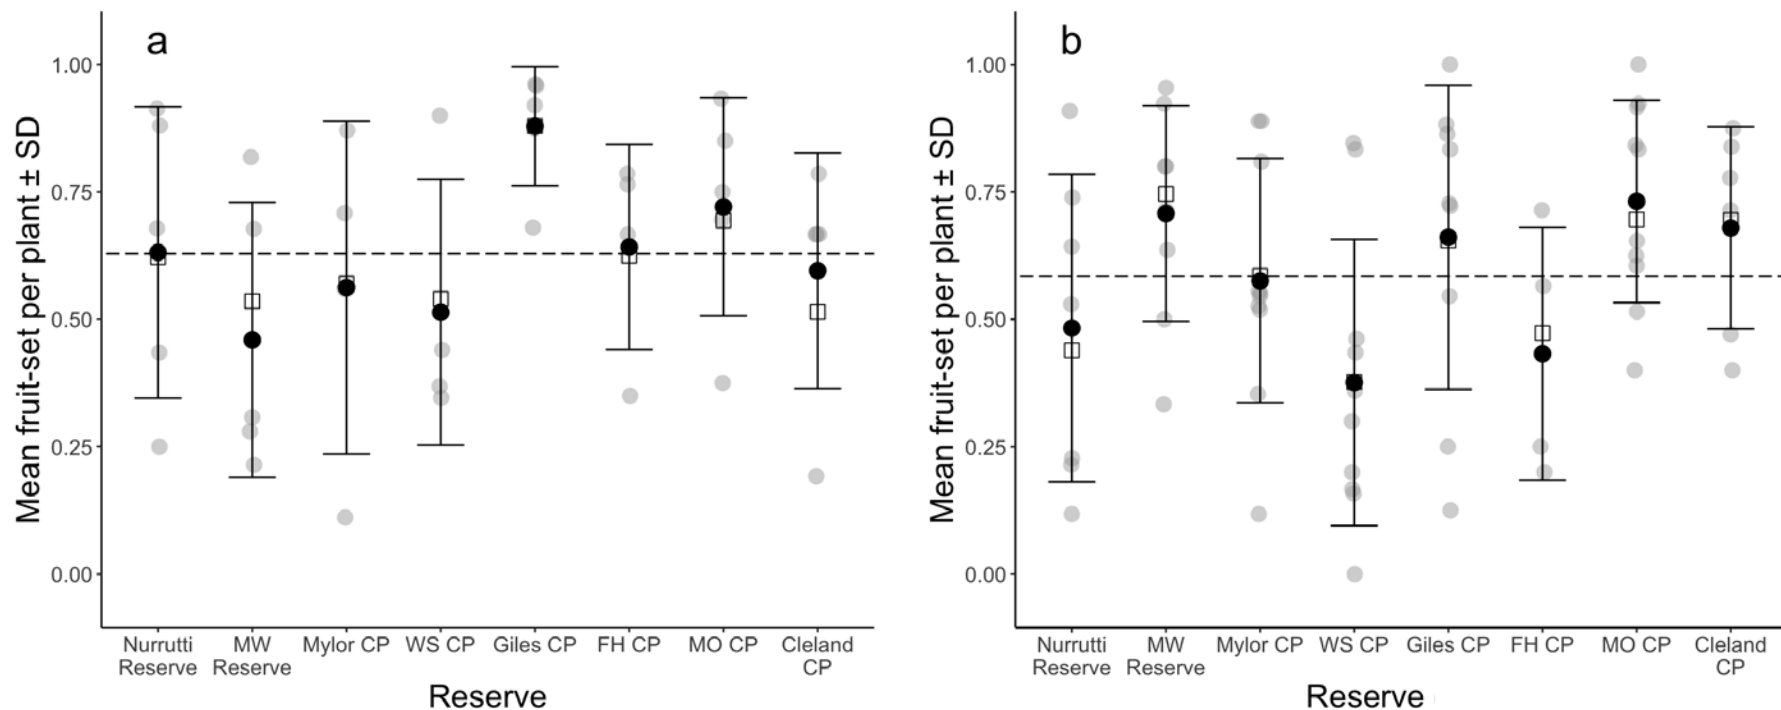 a
Mean fruit-set per plant ± SD
1.00
0.75
0.50
0.25
0.00
Nurrutti
Reserve
MW
Reserve
Mylor CP
WS CP
Giles CP
FH CP
MO CP
Cleland
CP
Reserve
b
Mean fruit-set per plant ± SD
1.00
0.75
0.50
0.25
0.00
Nurrutti
Reserve
MW
Reserve
Mylor CP
WS CP
Giles CP
FH CP
MO CP
Cleland
CP
Reserve